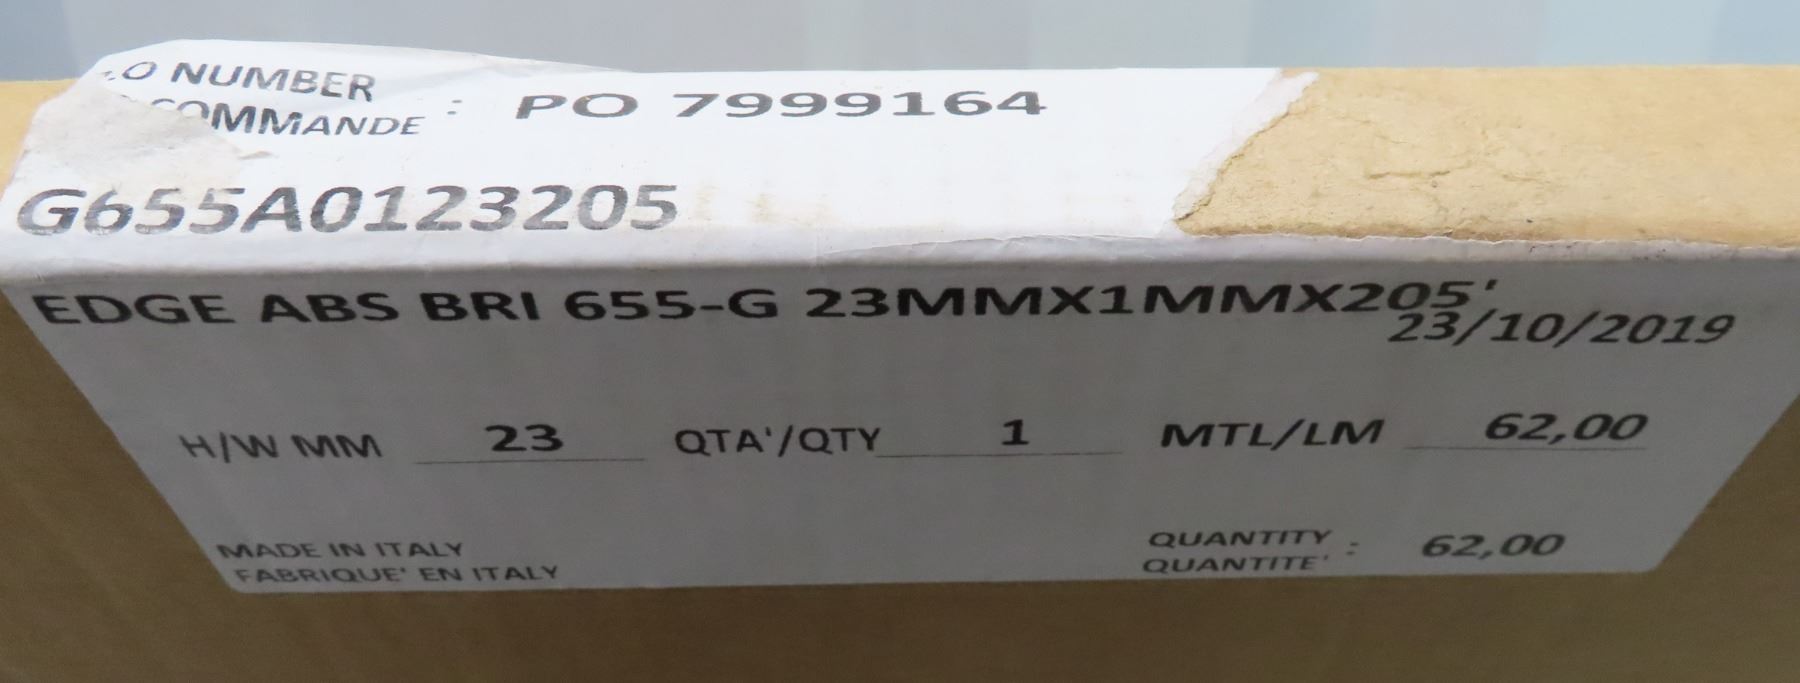 .O NUMBER
COMMANDE : PO 7999164
G655A0123205
EDGE ABS BRI 655-G 23MMX1MMX205'
23/10/2019
H/W MM 23 QTA'/QTY 1 MTL/LM 62,00
MADE IN ITALY
FABRIQUE' EN ITALY
QUANTITY
QUANTITE' : 62,00